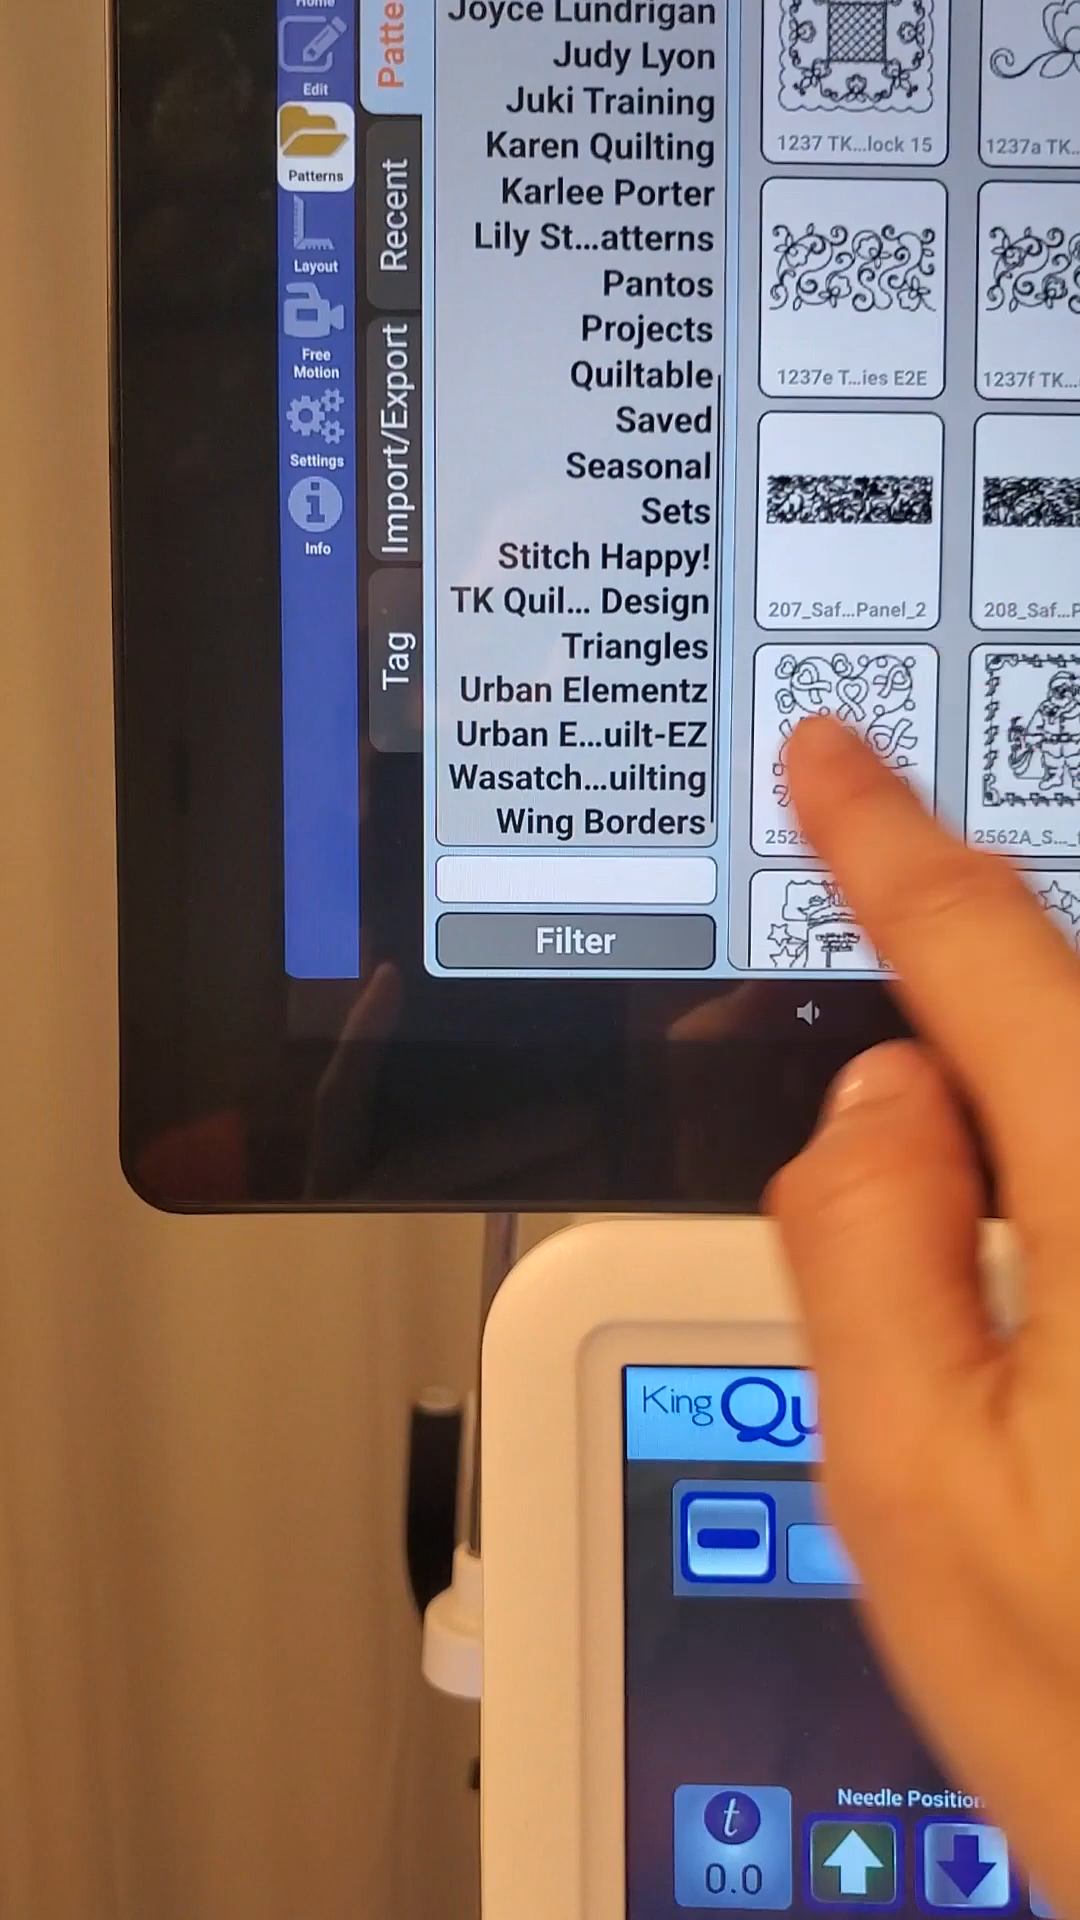 Home
Edit
Patterns
Layout
Free
Motion
Settings
Info
Patte
Recent
Import/Export
Tag
Joyce Lundrigan
Judy Lyon
Juki Training
Karen Quilting
Karlee Porter
Lily St...atterns
Pantos
Projects
Quiltable
Saved
Seasonal
Sets
Stitch Happy!
TK Quil... Design
Triangles
Urban Elementz
Urban E...uilt-EZ
Wasatch...uilting
Wing Borders
Filter
1237 TK...lock 15
1237a TK...
1237e T...ies E2E
1237f TK...
207_Saf...Panel_2
208_Saf...P
252
2562A_S..._
King Qu
t
0.0
Needle Position